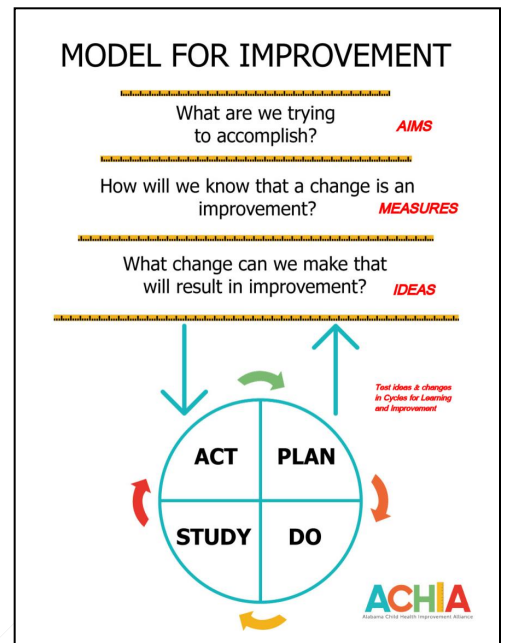 MODEL FOR IMPROVEMENT
What are we trying
to accomplish?
AIMS
How will we know that a change is an
improvement?
MEASURES
What change can we make that
will result in improvement?
IDEAS
Test ideas & changes
in Cycles for Learning
and Improvement
ACT
PLAN
STUDY
DO
ACHIA
Alabama Child Health Improvement Alliance